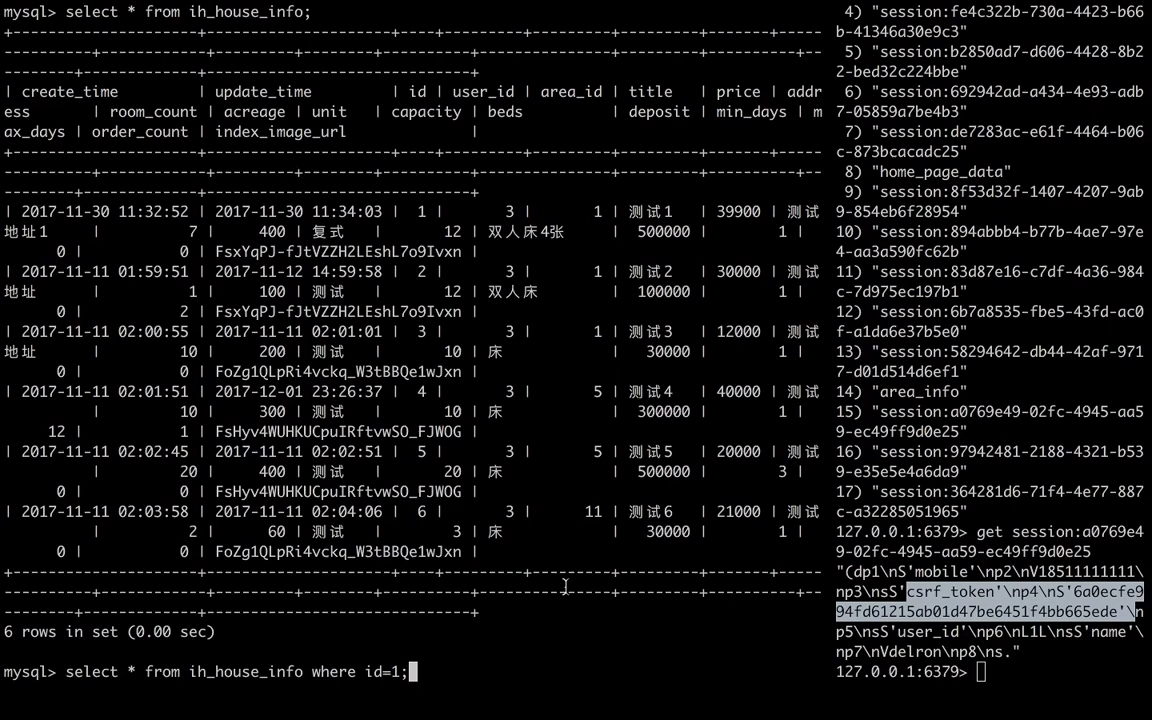 mysql> select * from ih_house_info;
+---------------------+---------------------+----+---------+---------+---------+-------+-----
---------+------------+---------+--------+----------+-------------+---------+----------+--
--------+-------------+------------------------------+
| create_time         | update_time         | id | user_id | area_id | title   | price | addr
ess      | room_count | acreage | unit   | capacity | beds        | deposit | min_days | m
ax_days | order_count | index_image_url              |
+---------------------+---------------------+----+---------+---------+---------+-------+-----
---------+------------+---------+--------+----------+-------------+---------+----------+--
--------+-------------+------------------------------+
| 2017-11-30 11:32:52 | 2017-11-30 11:34:03 | 1 | 3 | 1 | 测试1 | 39900 | 测试
地址1 | 7 | 400 | 复式 | 12 | 双人床4张 | 500000 | 1 |
0 | 0 | FsxYqPJ-fJtVZZH2LEshL7o9Ivxn |
| 2017-11-11 01:59:51 | 2017-11-12 14:59:58 | 2 | 3 | 1 | 测试2 | 30000 | 测试
地址 | 1 | 100 | 测试 | 12 | 双人床 | 100000 | 1 |
0 | 2 | FsxYqPJ-fJtVZZH2LEshL7o9Ivxn |
| 2017-11-11 02:00:55 | 2017-11-11 02:01:01 | 3 | 3 | 1 | 测试3 | 12000 | 测试
地址 | 10 | 200 | 测试 | 10 | 床 | 30000 | 1 |
0 | 0 | FoZg1QLpRi4vckq_W3tBBQe1wJxn |
| 2017-11-11 02:01:51 | 2017-12-01 23:26:37 | 4 | 3 | 5 | 测试4 | 40000 | 测试
| 10 | 300 | 测试 | 10 | 床 | 300000 | 1 |
12 | 1 | FsHyv4WUHKUCpuIRftvwSO_FJWOG |
| 2017-11-11 02:02:45 | 2017-11-11 02:02:51 | 5 | 3 | 5 | 测试5 | 20000 | 测试
| 20 | 400 | 测试 | 20 | 床 | 500000 | 3 |
0 | 0 | FsHyv4WUHKUCpuIRftvwSO_FJWOG |
| 2017-11-11 02:03:58 | 2017-11-11 02:04:06 | 6 | 3 | 11 | 测试6 | 21000 | 测试
| 2 | 60 | 测试 | 3 | 床 | 30000 | 1 |
0 | 0 | FoZg1QLpRi4vckq_W3tBBQe1wJxn |
+---------------------+---------------------+----+---------+---------+---------+-------+-----
---------+------------+---------+--------+----------+-------------+---------+----------+--
--------+-------------+------------------------------+
6 rows in set (0.00 sec)
mysql> select * from ih_house_info where id=1;
4) "session:fe4c322b-730a-4423-b66
b-41346a30e9c3"
5) "session:b2850ad7-d606-4428-8b2
2-bed32c224bbe"
6) "session:692942ad-a434-4e93-adb
7-05859a7be4b3"
7) "session:de7283ac-e61f-4464-b06
c-873bcacadc25"
8) "home_page_data"
9) "session:8f53d32f-1407-4207-9ab
9-854eb6f28954"
10) "session:894abbb4-b77b-4ae7-97e
4-aa3a590fc62b"
11) "session:83d87e16-c7df-4a36-984
c-7d975ec197b1"
12) "session:6b7a8535-fbe5-43fd-ac0
f-a1da6e37b5e0"
13) "session:58294642-db44-42af-971
7-d01d514d6ef1"
14) "area_info"
15) "session:a0769e49-02fc-4945-aa5
9-ec49ff9d0e25"
16) "session:97942481-2188-4321-b53
9-e35e5e4a6da9"
17) "session:364281d6-71f4-4e77-887
c-a32285051965"
127.0.0.1:6379> get session:a0769e4
9-02fc-4945-aa59-ec49ff9d0e25
"(dp1\nS'mobile'\np2\nV18511111111\
np3\nsS'csrf_token'\np4\nS'6a0ecfe9
94fd61215ab01d47be6451f4bb665ede'\n
p5\nsS'user_id'\np6\nL1L\nsS'name'\
np7\nVdelron\np8\ns."
127.0.0.1:6379>